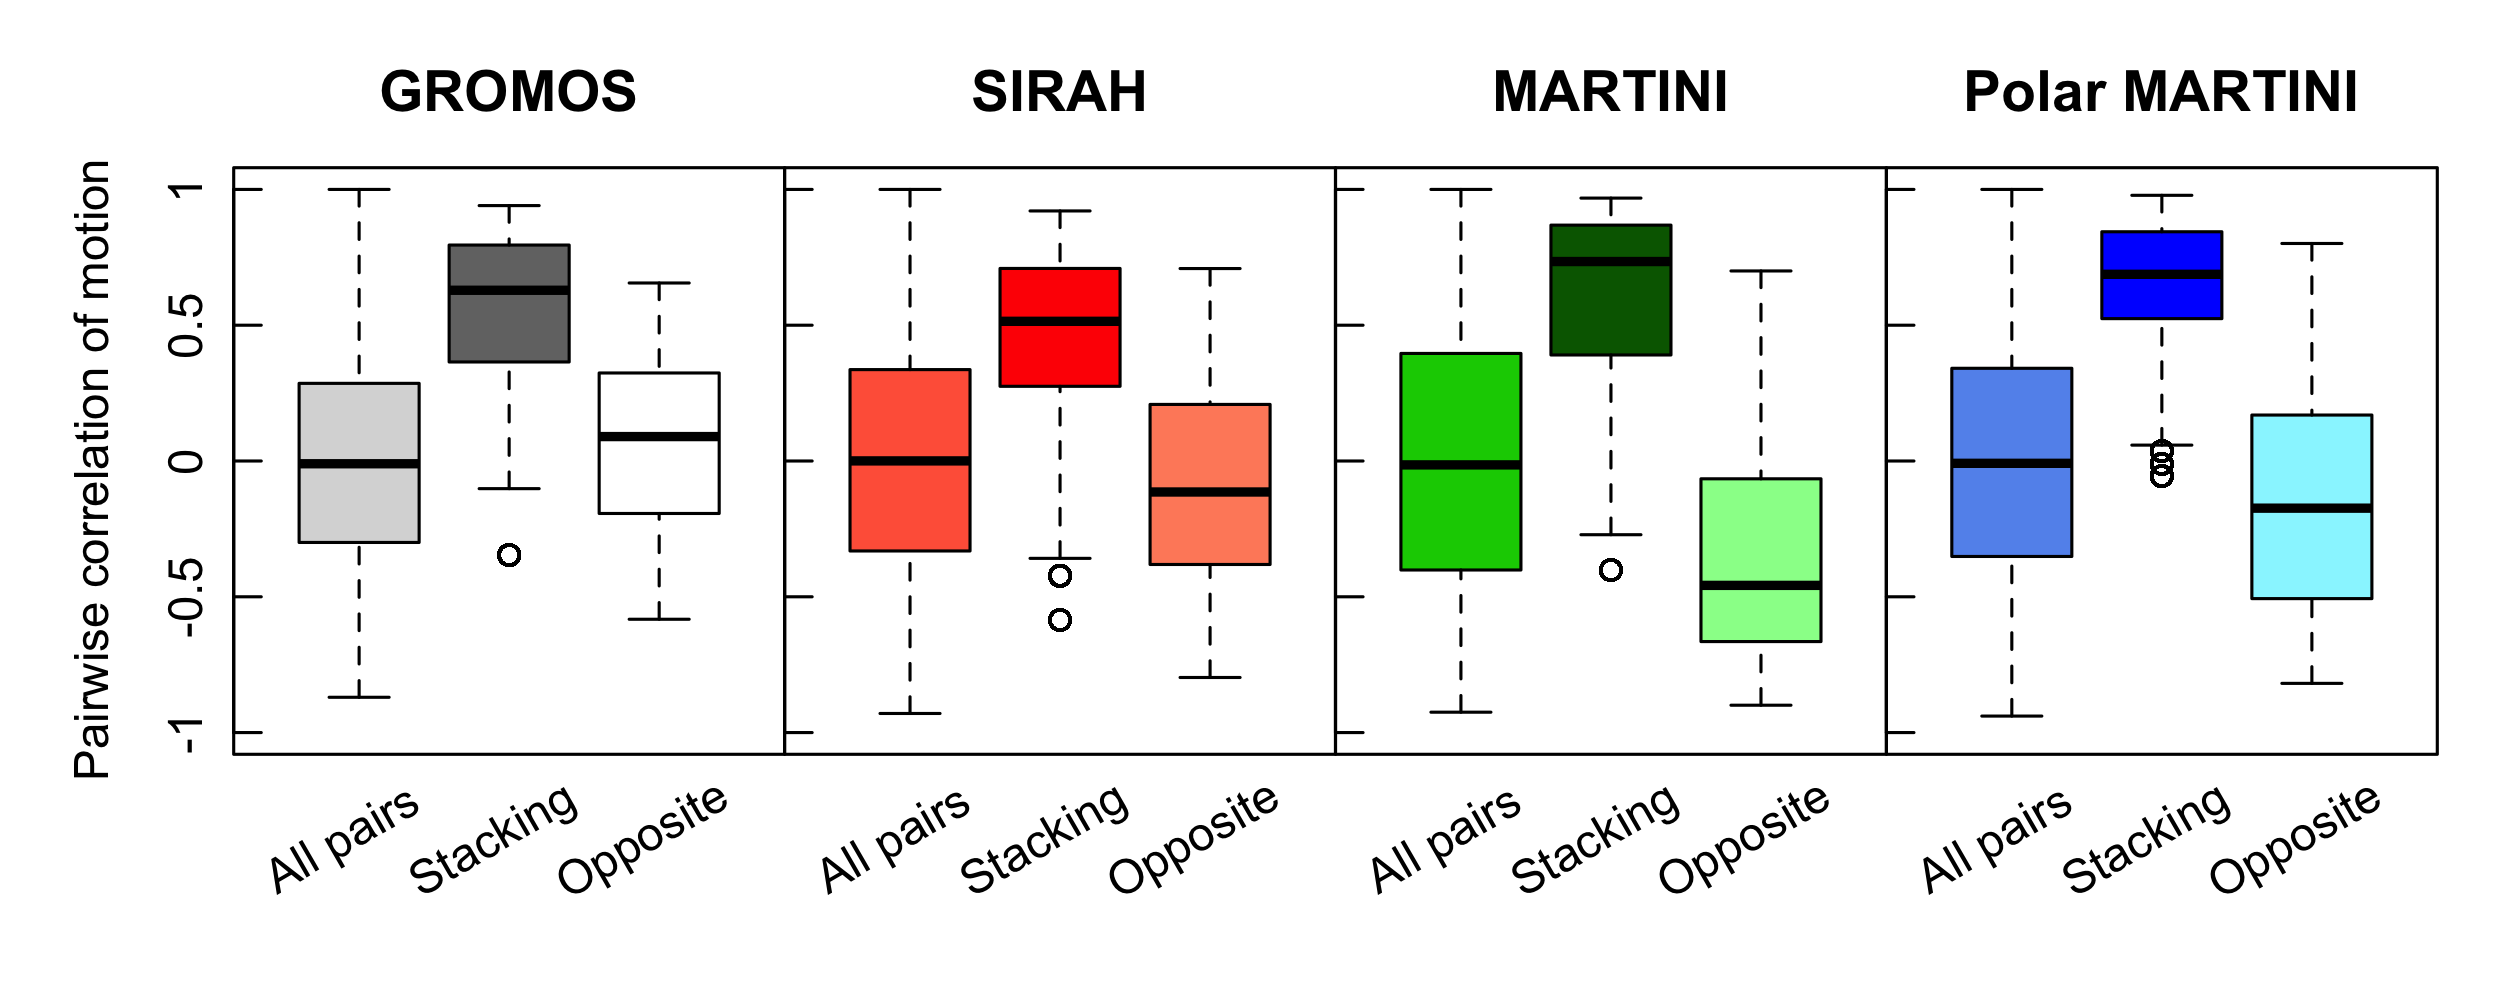 GROMOS SIRAH MARTINI Polar MARTINI
Pairwise correlation of motion
1
0.5
0
-0.5
-1
All pairs Stacking Opposite All pairs Stacking Opposite All pairs Stacking Opposite All pairs Stacking Opposite